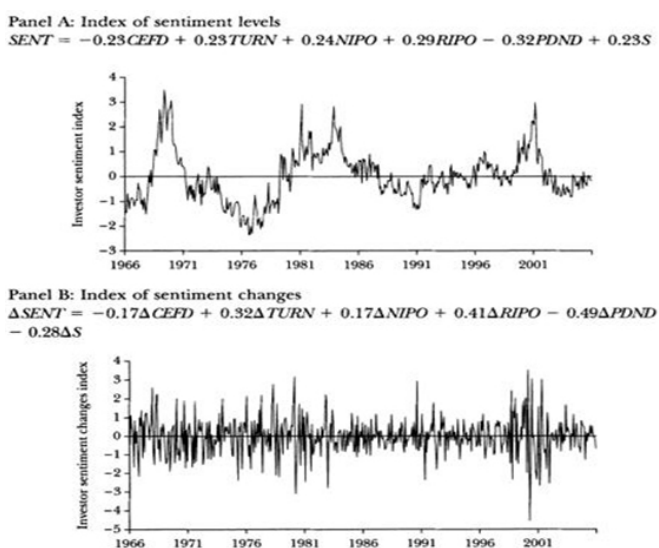 Panel A: Index of sentiment levels
SENT = −0.23CEFD + 0.23TURN + 0.24NIPO + 0.29RIPO − 0.32PDND + 0.23S
Investor sentiment index
4
3
2
1
0
−1
−2
−3
1966 1971 1976 1981 1986 1991 1996 2001
Panel B: Index of sentiment changes
ΔSENT = −0.17ΔCEFD + 0.32ΔTURN + 0.17ΔNIPO + 0.41ΔRIPO − 0.49ΔPDND
− 0.28ΔS
Investor sentiment changes index
4
3
2
1
0
−1
−2
−3
−4
−5
1966 1971 1976 1981 1986 1991 1996 2001